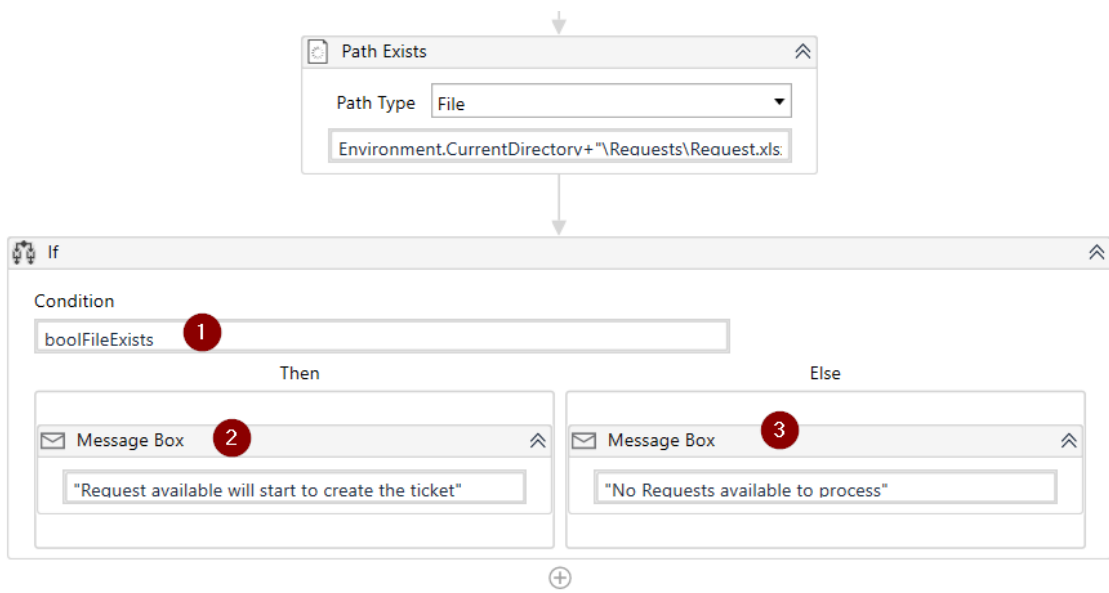 Path Exists
Path Type File
Environment.CurrentDirectory+"\Requests\Request.xls
If
Condition
boolFileExists 1
Then Else
Message Box 2 Message Box 3
"Request available will start to create the ticket" "No Requests available to process"